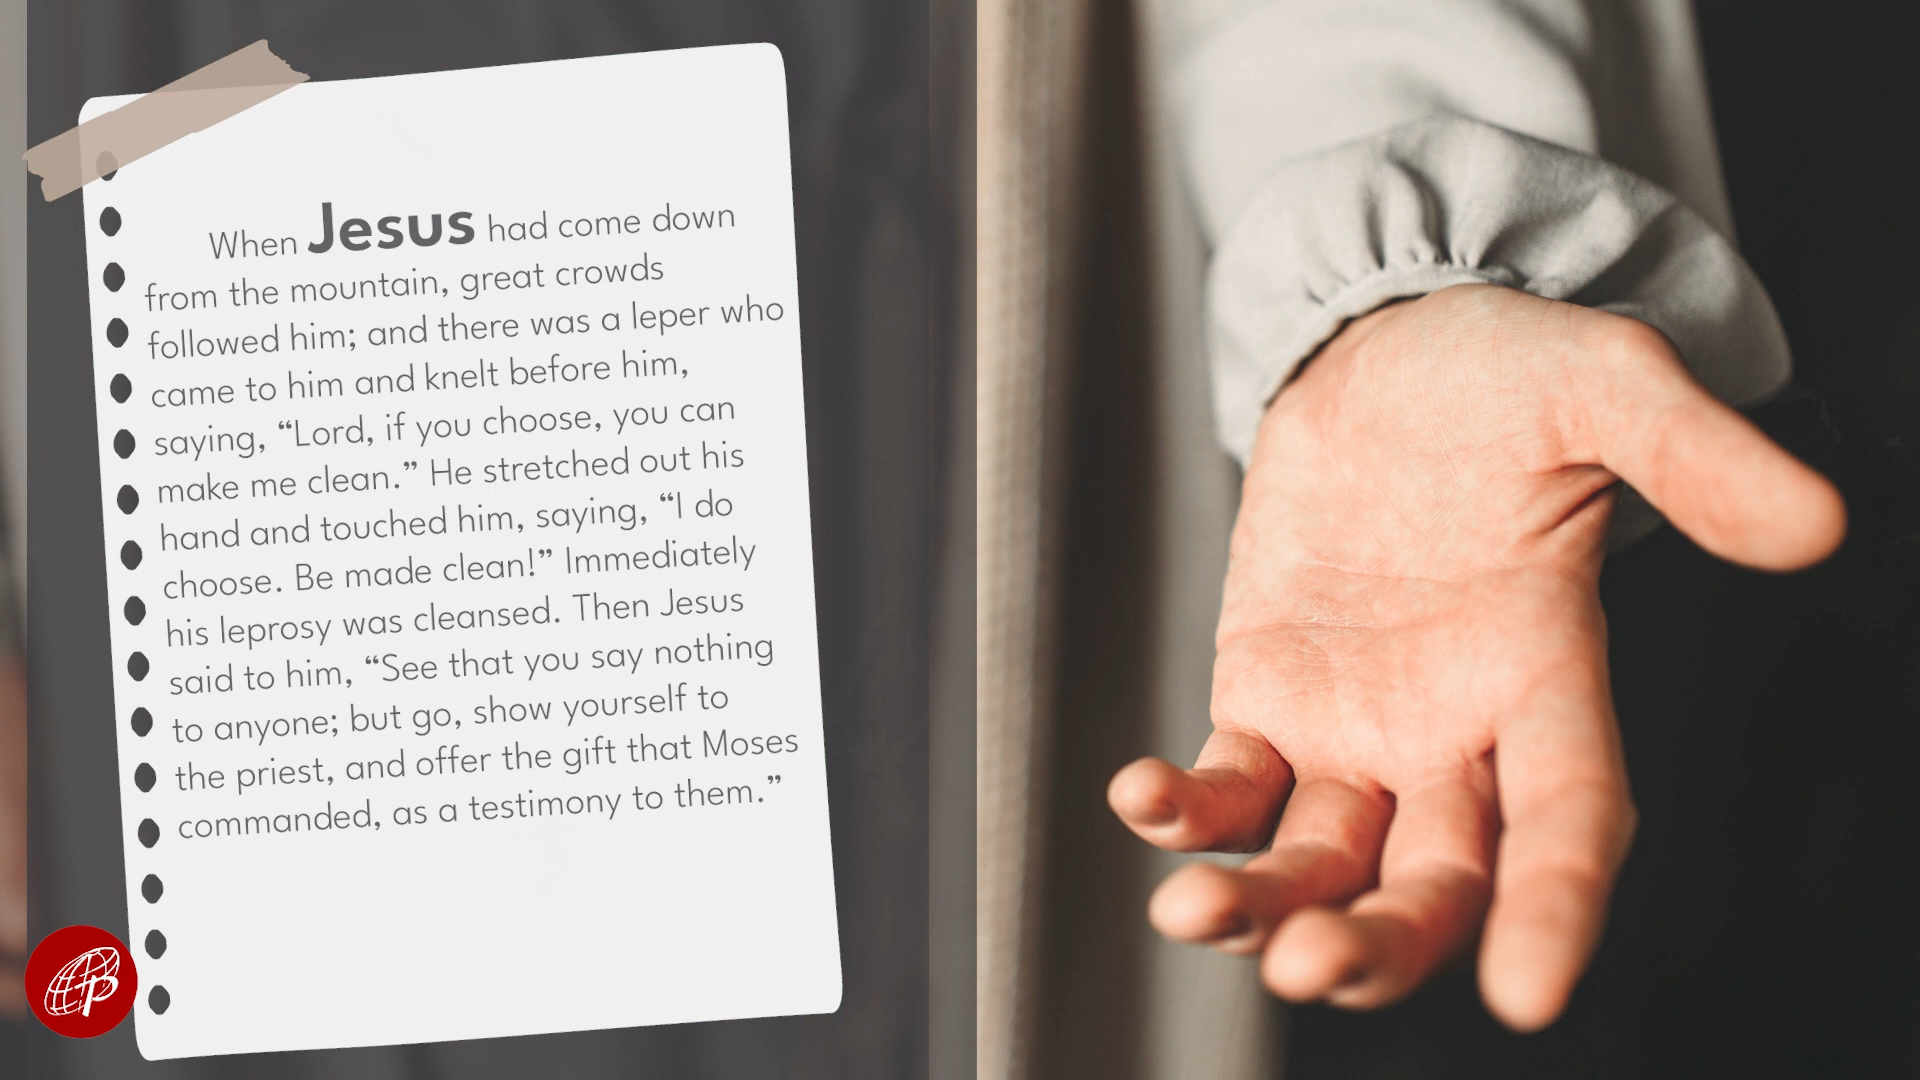 When Jesus had come down
from the mountain, great crowds
followed him; and there was a leper who
came to him and knelt before him,
saying, “Lord, if you choose, you can
make me clean.” He stretched out his
hand and touched him, saying, “I do
choose. Be made clean!” Immediately
his leprosy was cleansed. Then Jesus
said to him, “See that you say nothing
to anyone; but go, show yourself to
the priest, and offer the gift that Moses
commanded, as a testimony to them.”
p